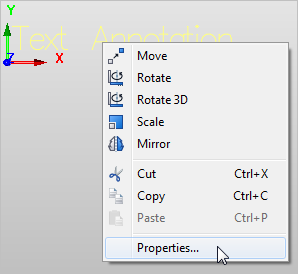 Y
Text Annotation
Z X
Move
Rotate
Rotate 3D
Scale
Mirror
Cut Ctrl+X
Copy Ctrl+C
Paste Ctrl+P
Properties...